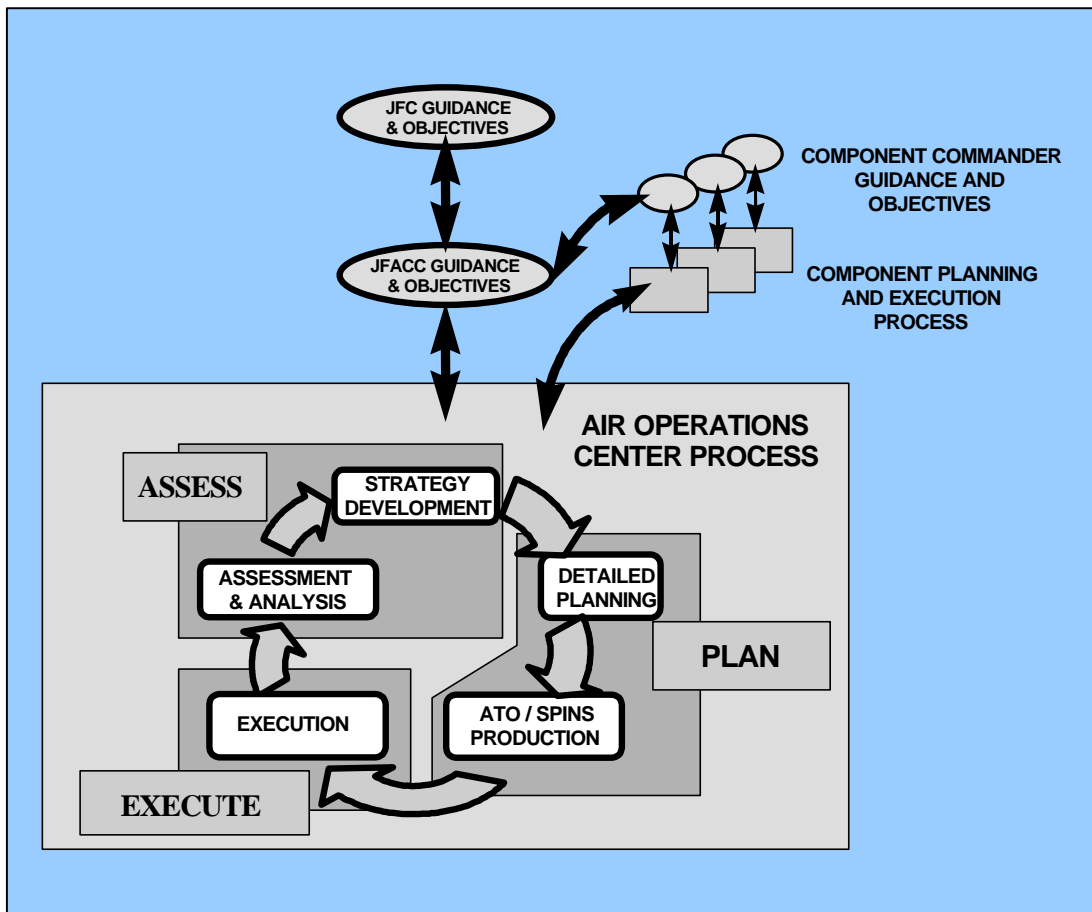 JFC GUIDANCE
& OBJECTIVES
COMPONENT COMMANDER
GUIDANCE AND
OBJECTIVES
JFACC GUIDANCE
& OBJECTIVES
COMPONENT PLANNING
AND EXECUTION
PROCESS
AIR OPERATIONS
CENTER PROCESS
ASSESS
STRATEGY
DEVELOPMENT
ASSESSMENT
& ANALYSIS
DETAILED
PLANNING
PLAN
EXECUTION
ATO / SPINS
PRODUCTION
EXECUTE